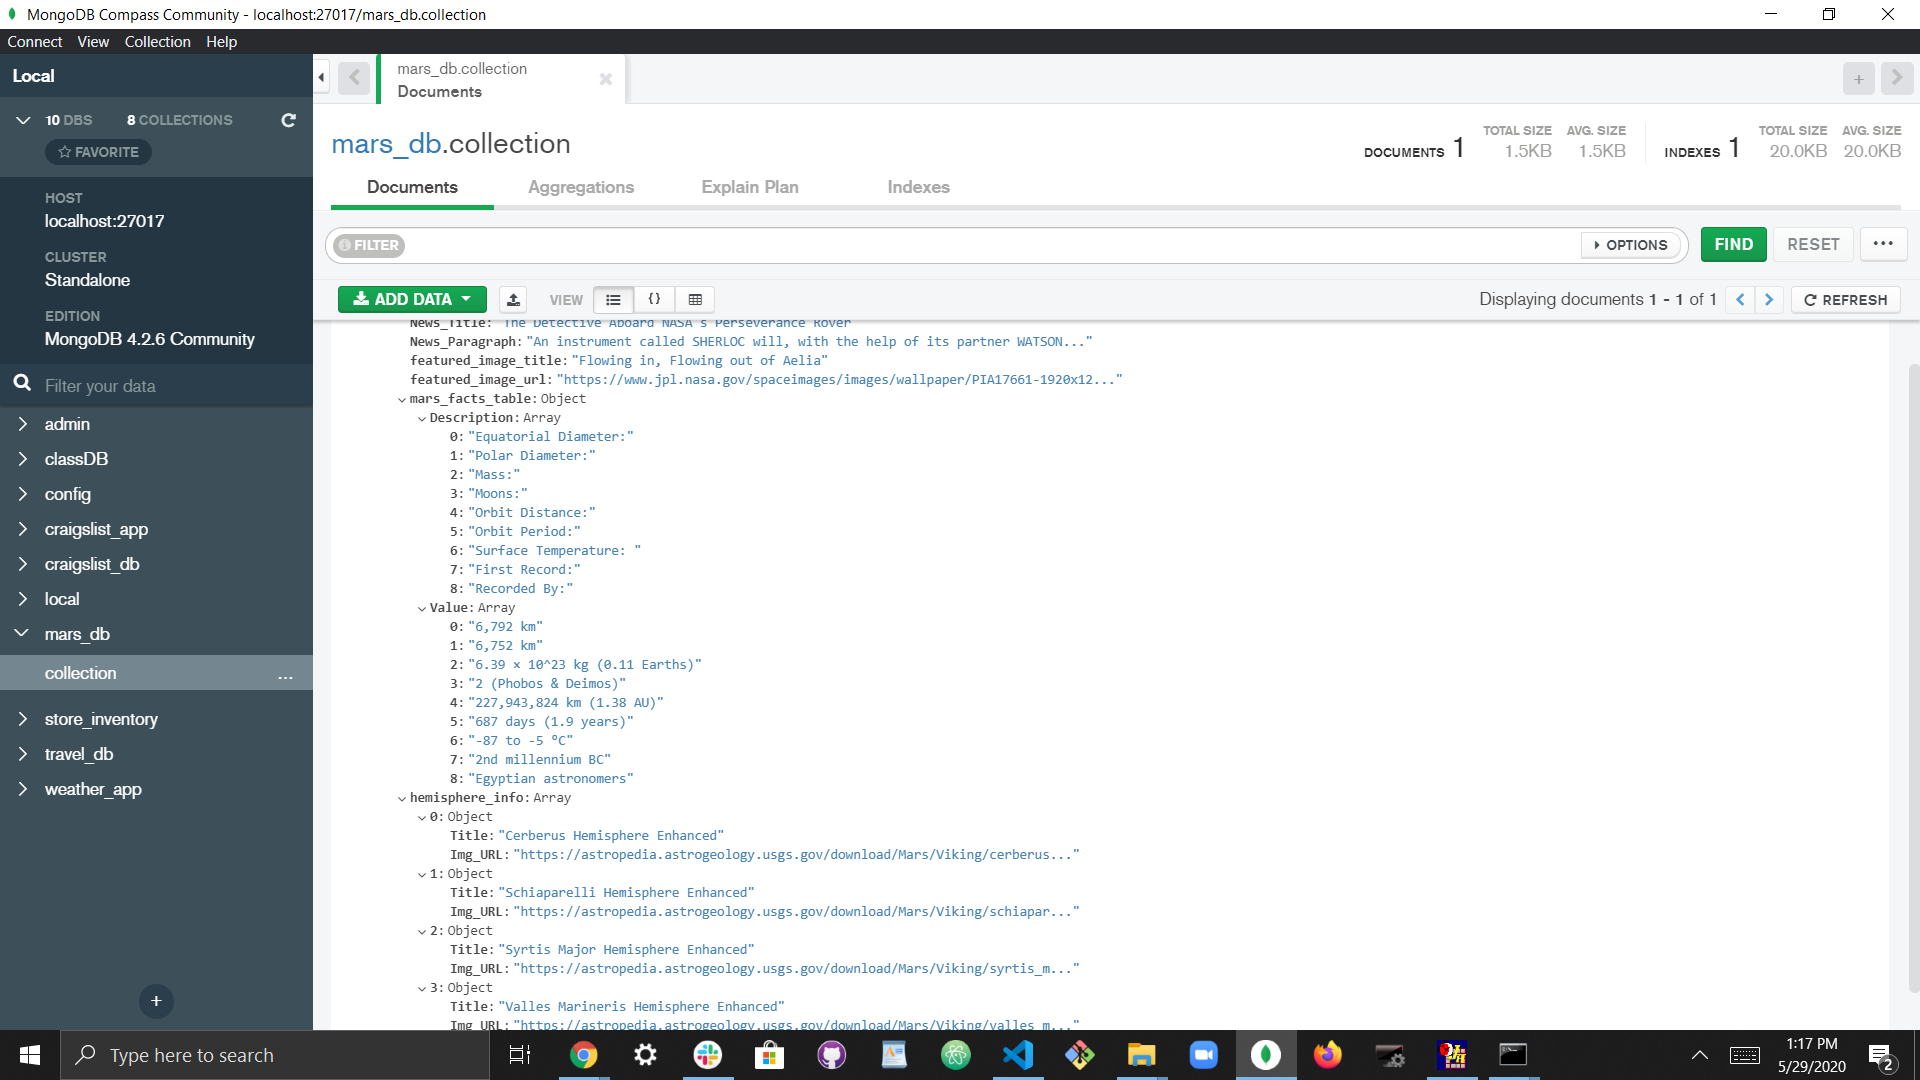 MongoDB Compass Community - localhost:27017/mars_db.collection
Connect View Collection Help
Local
10 DBS 8 COLLECTIONS
FAVORITE
HOST
localhost:27017
CLUSTER
Standalone
EDITION
MongoDB 4.2.6 Community
Filter your data
admin
classDB
config
craigslist_app
craigslist_db
local
mars_db
collection ...
store_inventory
travel_db
weather_app
+
mars_db.collection
Documents
mars_db.collection
DOCUMENTS 1 TOTAL SIZE 1.5KB AVG. SIZE 1.5KB INDEXES 1 TOTAL SIZE 20.0KB AVG. SIZE 20.0KB
Documents Aggregations Explain Plan Indexes
FILTER OPTIONS FIND RESET ...
ADD DATA VIEW {} Displaying documents 1 - 1 of 1 REFRESH
News_Title: "The Detective Aboard NASA's Perseverance Rover"
News_Paragraph: "An instrument called SHERLOC will, with the help of its partner WATSON..."
featured_image_title: "Flowing in, Flowing out of Aelia"
featured_image_url: "https://www.jpl.nasa.gov/spaceimages/images/wallpaper/PIA17661-1920x12..."
mars_facts_table: Object
Description: Array
0: "Equatorial Diameter:"
1: "Polar Diameter:"
2: "Mass:"
3: "Moons:"
4: "Orbit Distance:"
5: "Orbit Period:"
6: "Surface Temperature: "
7: "First Record:"
8: "Recorded By:"
Value: Array
0: "6,792 km"
1: "6,752 km"
2: "6.39 × 10^23 kg (0.11 Earths)"
3: "2 (Phobos & Deimos)"
4: "227,943,824 km (1.38 AU)"
5: "687 days (1.9 years)"
6: "-87 to -5 °C"
7: "2nd millennium BC"
8: "Egyptian astronomers"
hemisphere_info: Array
0: Object
Title: "Cerberus Hemisphere Enhanced"
Img_URL: "https://astropedia.astrogeology.usgs.gov/download/Mars/Viking/cerberus..."
1: Object
Title: "Schiaparelli Hemisphere Enhanced"
Img_URL: "https://astropedia.astrogeology.usgs.gov/download/Mars/Viking/schiapar..."
2: Object
Title: "Syrtis Major Hemisphere Enhanced"
Img_URL: "https://astropedia.astrogeology.usgs.gov/download/Mars/Viking/syrtis_m..."
3: Object
Title: "Valles Marineris Hemisphere Enhanced"
Img_URL: "https://astropedia.astrogeology.usgs.gov/download/Mars/Viking/valles_m..."
Type here to search
1:17 PM
5/29/2020
2